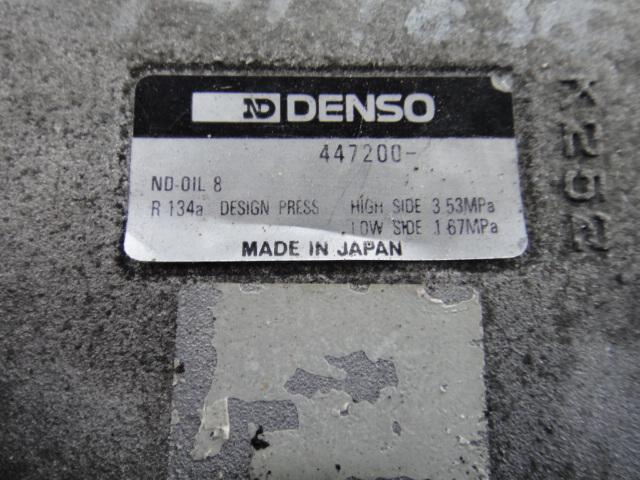 ND DENSO
447200-
ND-OIL 8
R 134a DESIGN PRESS HIGH SIDE 3.53MPa
LOW SIDE 1.67MPa
MADE IN JAPAN
X252